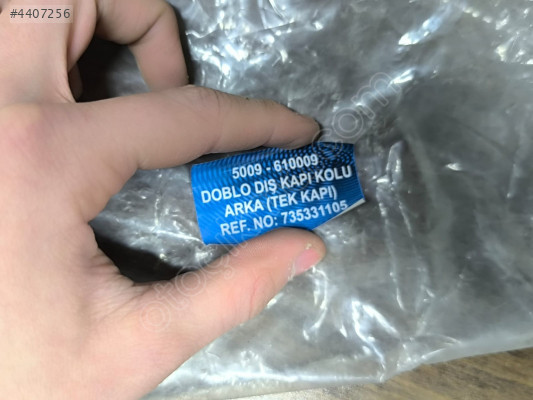 #4407256
5009 - 610009
DOBLO DIŞ KAPI KOLU
ARKA (TEK KAPI)
REF. NO: 735331105